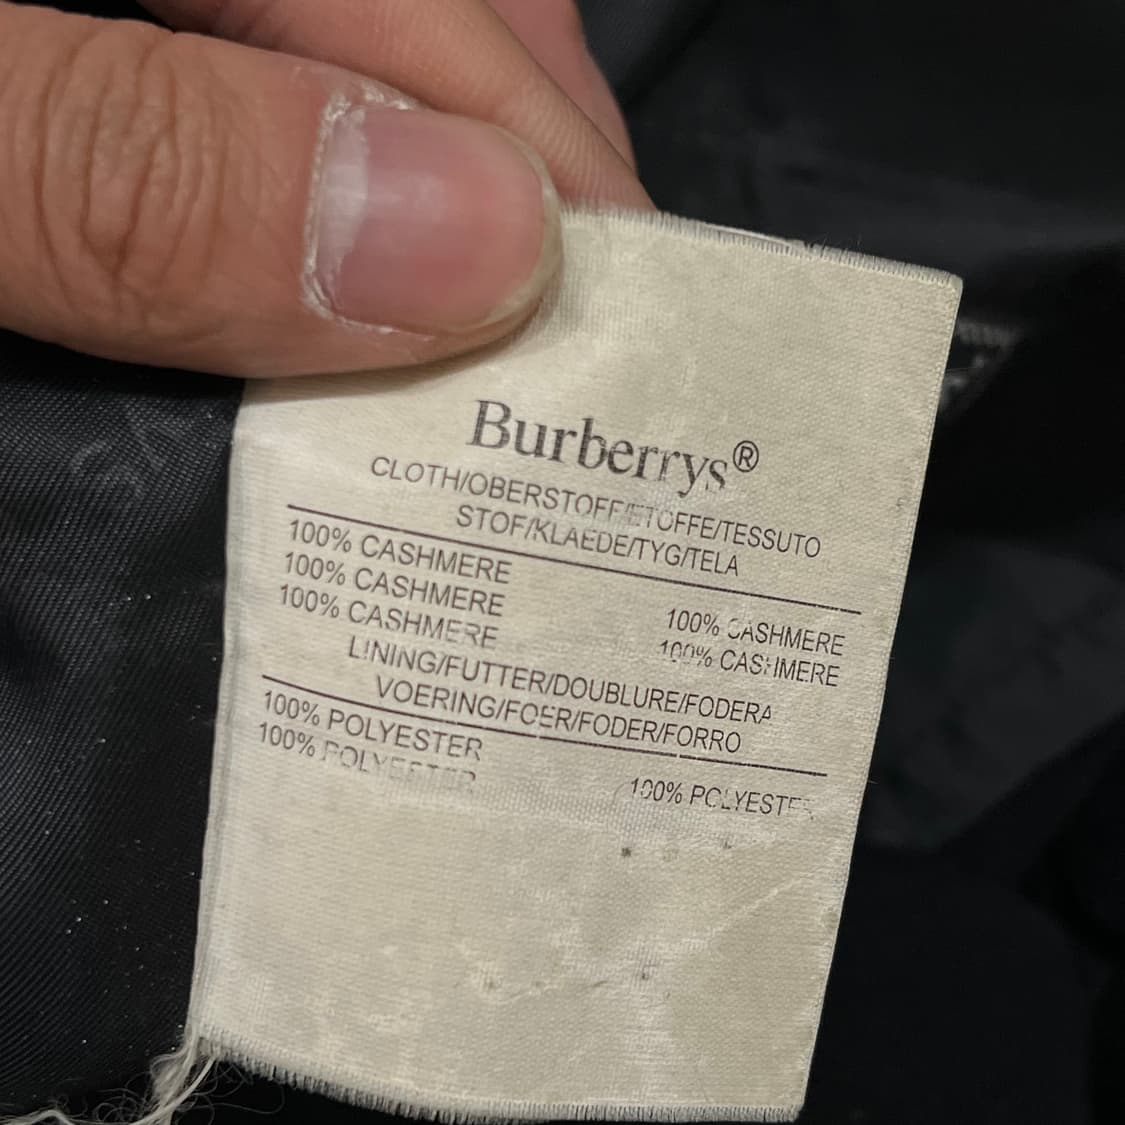 Burberrys®
CLOTH/OBERSTOFF/ETOFFE/TESSUTO
STOF/KLAEDE/TYG/TELA
100% CASHMERE
100% CASHMERE
100% CASHMERE
100% CASHMERE
100% CASHMERE
LINING/FUTTER/DOUBLURE/FODERA
VOERING/FOER/FODER/FORRO
100% POLYESTER
100% POLYESTER
100% POLYESTER